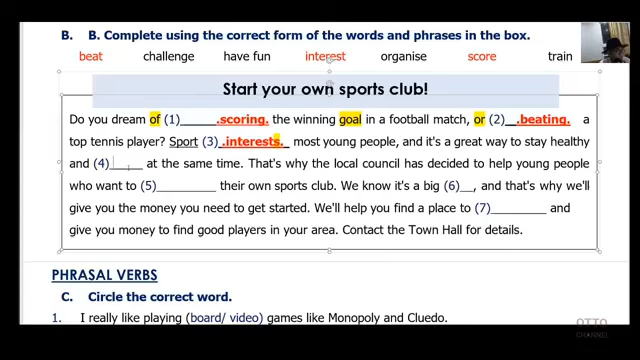 B. B. Complete using the correct form of the words and phrases in the box.
beat challenge have fun interest organise score train
Start your own sports club!
Do you dream of (1)______.scoring. the winning goal in a football match, or (2)__.beating. a
top tennis player? Sport (3)_.interests._ most young people, and it's a great way to stay healthy
and (4)_____ at the same time. That's why the local council has decided to help young people
who want to (5)_________ their own sports club. We know it's a big (6)__, and that's why we'll
give you the money you need to get started. We'll help you find a place to (7)________ and
give you money to find good players in your area. Contact the Town Hall for details.
PHRASAL VERBS
C. Circle the correct word.
1. I really like playing (board/ video) games like Monopoly and Cluedo.
OTTO
CHANNEL